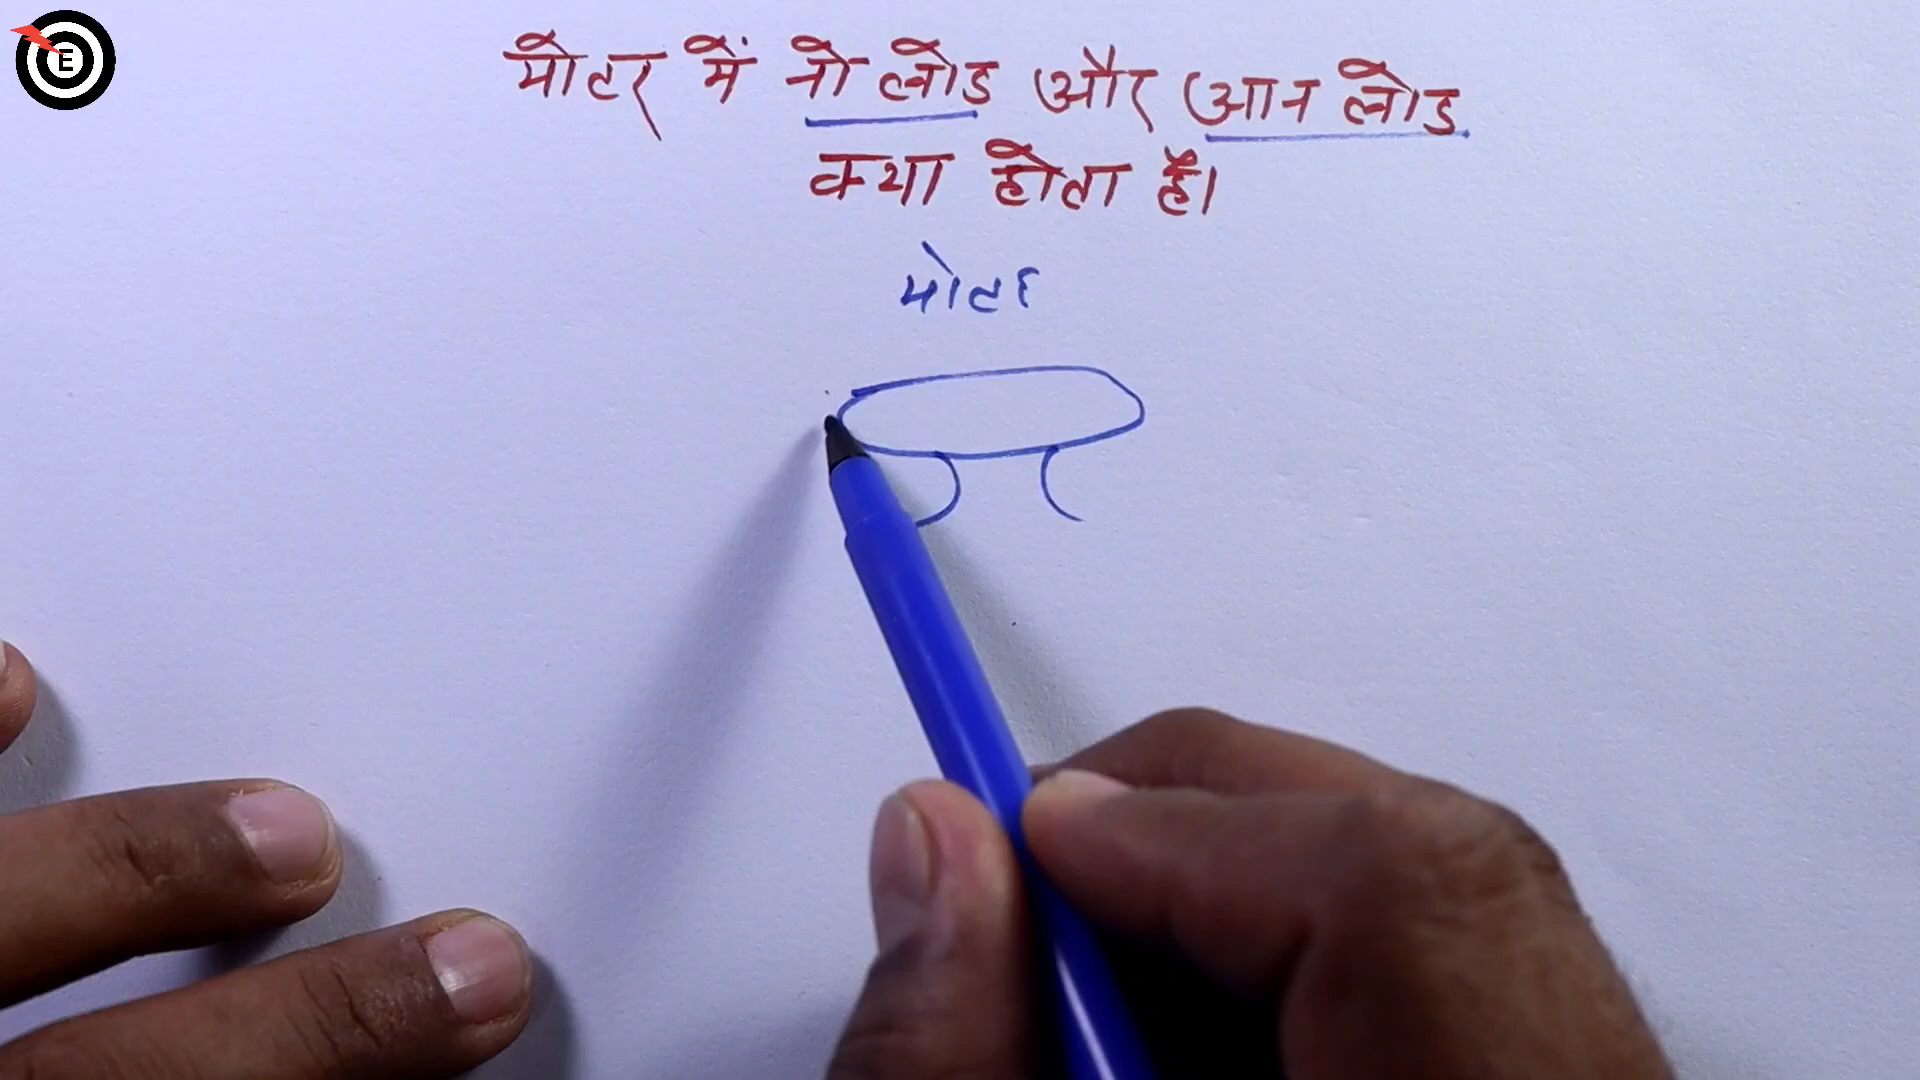 E
मोटर में नो लोड और आन लोड
क्या होता है।
मोटर